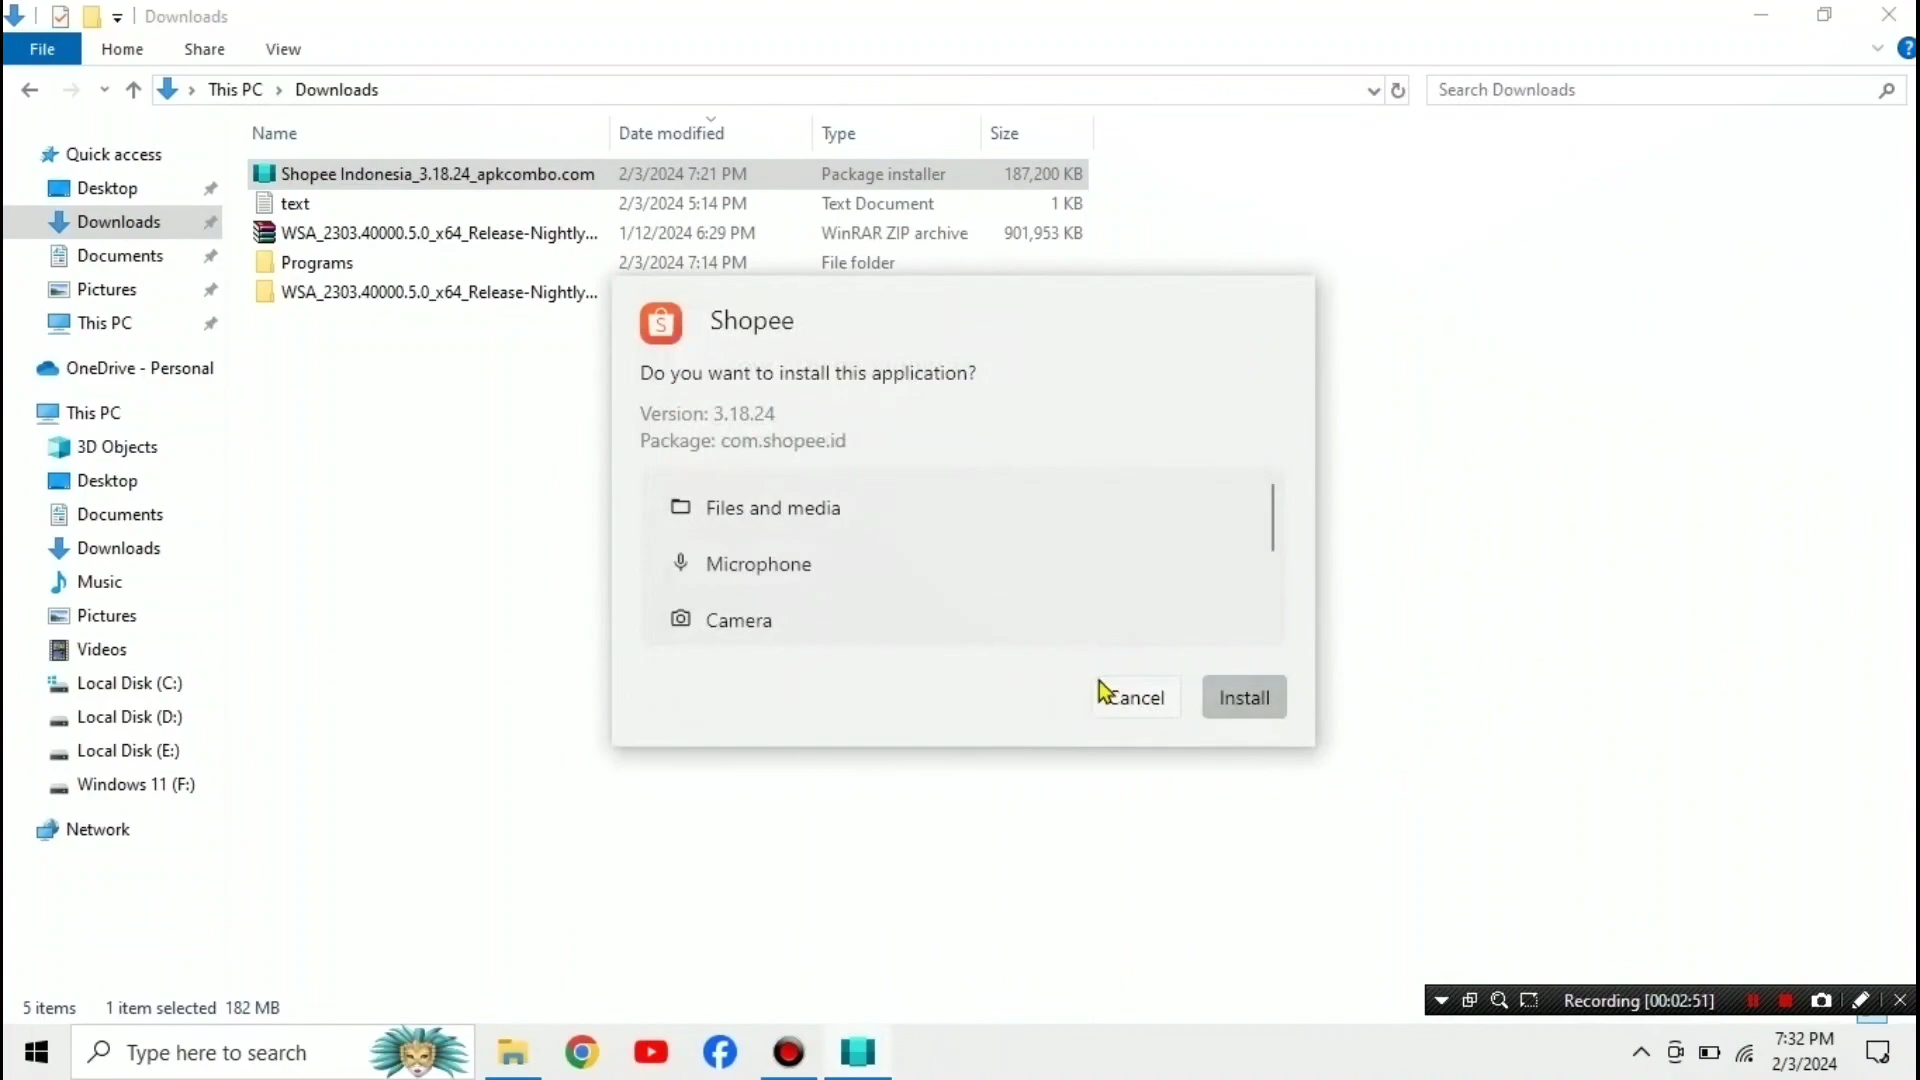 Downloads
File
Home
Share
View
This PC
Downloads
Search Downloads
Name
Date modified
Type
Size
Quick access
Desktop
Downloads
Documents
Pictures
This PC
OneDrive - Personal
This PC
3D Objects
Desktop
Documents
Downloads
Music
Pictures
Videos
Local Disk (C:)
Local Disk (D:)
Local Disk (E:)
Windows 11 (F:)
Network
Shopee Indonesia_3.18.24_apkcombo.com 2/3/2024 7:21 PM Package installer 187,200 KB
text 2/3/2024 5:14 PM Text Document 1 KB
WSA_2303.40000.5.0_x64_Release-Nightly... 1/12/2024 6:29 PM WinRAR ZIP archive 901,953 KB
Programs 2/3/2024 7:14 PM File folder
WSA_2303.40000.5.0_x64_Release-Nightly...
Shopee
Do you want to install this application?
Version: 3.18.24
Package: com.shopee.id
Files and media
Microphone
Camera
Cancel
Install
5 items 1 item selected 182 MB
Recording [00:02:51]
Type here to search
7:32 PM
2/3/2024